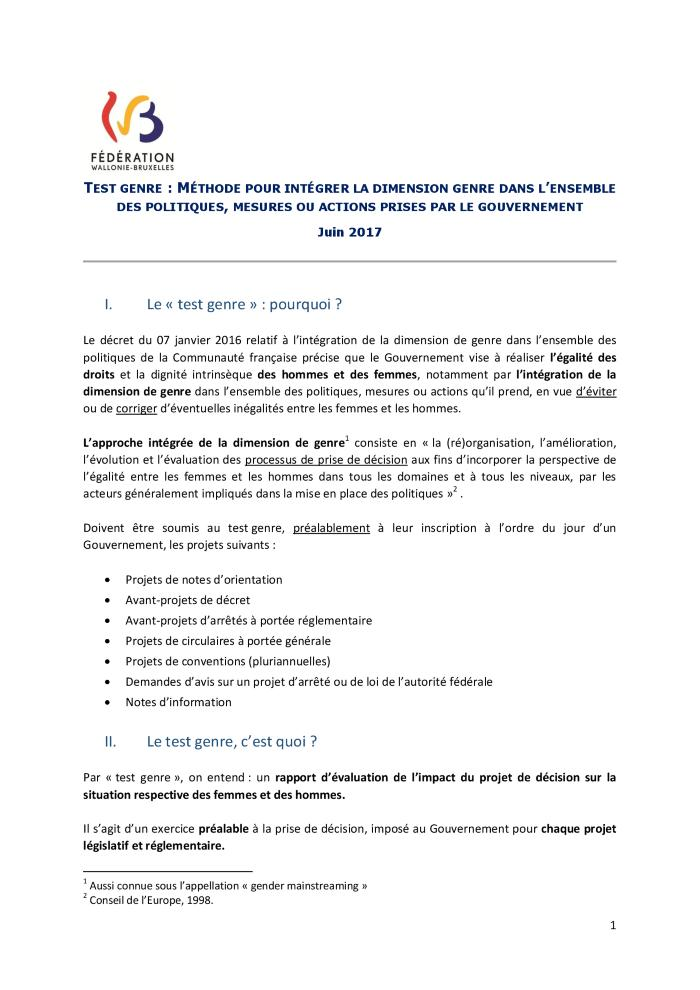 FÉDÉRATION
WALLONIE-BRUXELLES
TEST GENRE : MÉTHODE POUR INTÉGRER LA DIMENSION GENRE DANS L’ENSEMBLE
DES POLITIQUES, MESURES OU ACTIONS PRISES PAR LE GOUVERNEMENT
Juin 2017
I. Le « test genre » : pourquoi ?
Le décret du 07 janvier 2016 relatif à l’intégration de la dimension de genre dans l’ensemble des
politiques de la Communauté française précise que le Gouvernement vise à réaliser l’égalité des
droits et la dignité intrinsèque des hommes et des femmes, notamment par l’intégration de la
dimension de genre dans l’ensemble des politiques, mesures ou actions qu’il prend, en vue d’éviter
ou de corriger d’éventuelles inégalités entre les femmes et les hommes.
L’approche intégrée de la dimension de genre1 consiste en « la (ré)organisation, l’amélioration,
l’évolution et l’évaluation des processus de prise de décision aux fins d’incorporer la perspective de
l’égalité entre les femmes et les hommes dans tous les domaines et à tous les niveaux, par les
acteurs généralement impliqués dans la mise en place des politiques »2 .
Doivent être soumis au test genre, préalablement à leur inscription à l’ordre du jour d’un
Gouvernement, les projets suivants :
• Projets de notes d’orientation
• Avant-projets de décret
• Avant-projets d’arrêtés à portée réglementaire
• Projets de circulaires à portée générale
• Projets de conventions (pluriannuelles)
• Demandes d’avis sur un projet d’arrêté ou de loi de l’autorité fédérale
• Notes d’information
II. Le test genre, c’est quoi ?
Par « test genre », on entend : un rapport d’évaluation de l’impact du projet de décision sur la
situation respective des femmes et des hommes.
Il s’agit d’un exercice préalable à la prise de décision, imposé au Gouvernement pour chaque projet
législatif et réglementaire.
1 Aussi connue sous l’appellation « gender mainstreaming »
2 Conseil de l’Europe, 1998.
1